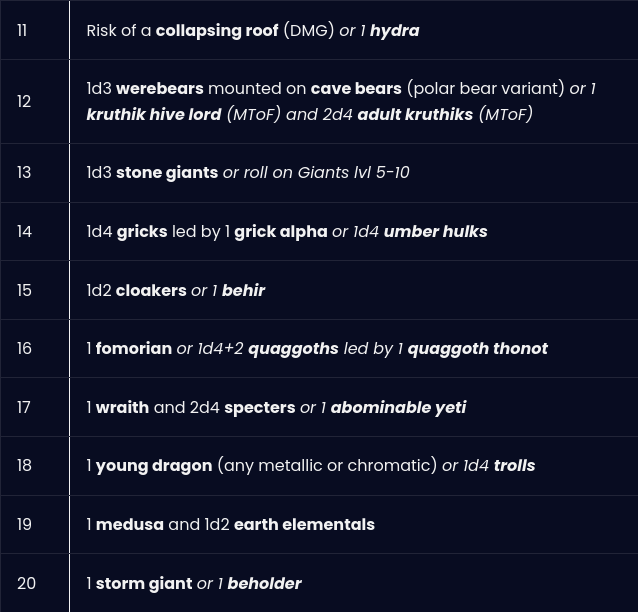 11 Risk of a collapsing roof (DMG) or 1 hydra
12 1d3 werebears mounted on cave bears (polar bear variant) or 1
kruthik hive lord (MToF) and 2d4 adult kruthiks (MToF)
13 1d3 stone giants or roll on Giants lvl 5-10
14 1d4 gricks led by 1 grick alpha or 1d4 umber hulks
15 1d2 cloakers or 1 behir
16 1 fomorian or 1d4+2 quaggoths led by 1 quaggoth thonot
17 1 wraith and 2d4 specters or 1 abominable yeti
18 1 young dragon (any metallic or chromatic) or 1d4 trolls
19 1 medusa and 1d2 earth elementals
20 1 storm giant or 1 beholder